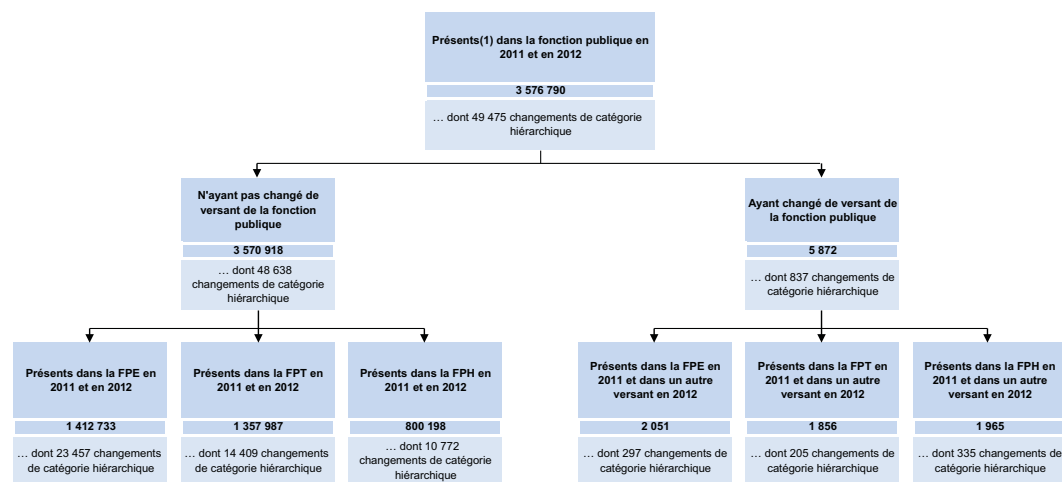 Présents(1) dans la fonction publique en
2011 et en 2012
3 576 790
… dont 49 475 changements de catégorie
hiérarchique
N'ayant pas changé de
versant de la fonction
publique
3 570 918
… dont 48 638
changements de catégorie
hiérarchique
Ayant changé de versant de
la fonction publique
5 872
… dont 837 changements de
catégorie hiérarchique
Présents dans la FPE en
2011 et en 2012
1 412 733
… dont 23 457 changements
de catégorie hiérarchique
Présents dans la FPT en
2011 et en 2012
1 357 987
… dont 14 409 changements
de catégorie hiérarchique
Présents dans la FPH en
2011 et en 2012
800 198
… dont 10 772
changements de catégorie
hiérarchique
Présents dans la FPE en
2011 et dans un autre
versant en 2012
2 051
… dont 297 changements de
catégorie hiérarchique
Présents dans la FPT en
2011 et dans un autre
versant en 2012
1 856
… dont 205 changements de
catégorie hiérarchique
Présents dans la FPH en
2011 et dans un autre
versant en 2012
1 965
… dont 335 changements de
catégorie hiérarchique